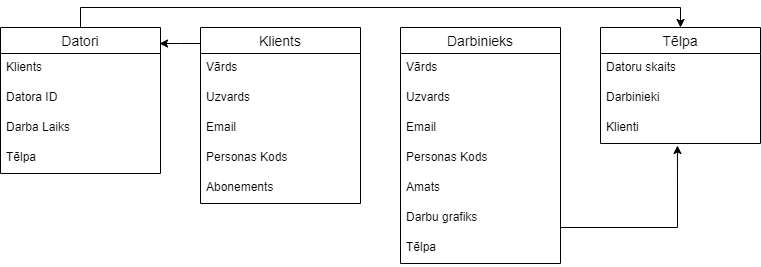 Datori
Klients
Datora ID
Darba Laiks
Tēlpa
Klients
Vārds
Uzvards
Email
Personas Kods
Abonements
Darbinieks
Vārds
Uzvards
Email
Personas Kods
Amats
Darbu grafiks
Tēlpa
Tēlpa
Datoru skaits
Darbinieki
Klienti